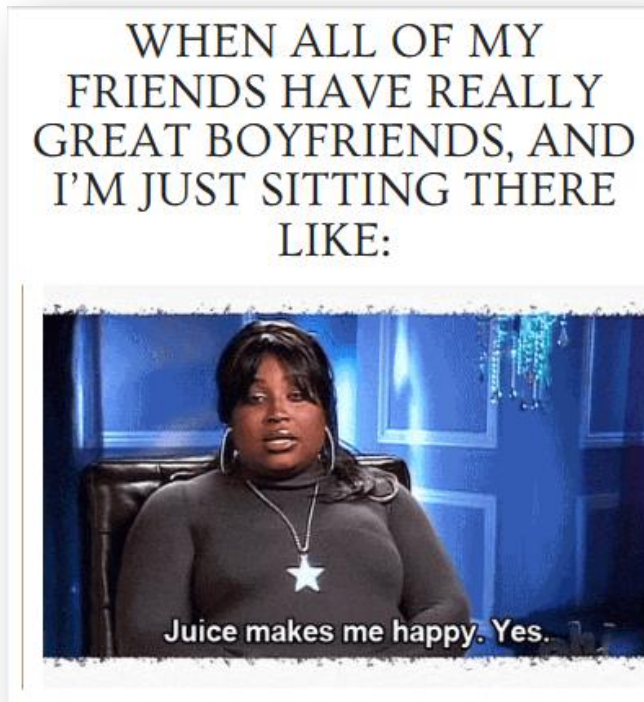 WHEN ALL OF MY
FRIENDS HAVE REALLY
GREAT BOYFRIENDS, AND
I'M JUST SITTING THERE
LIKE:
Juice makes me happy. Yes.